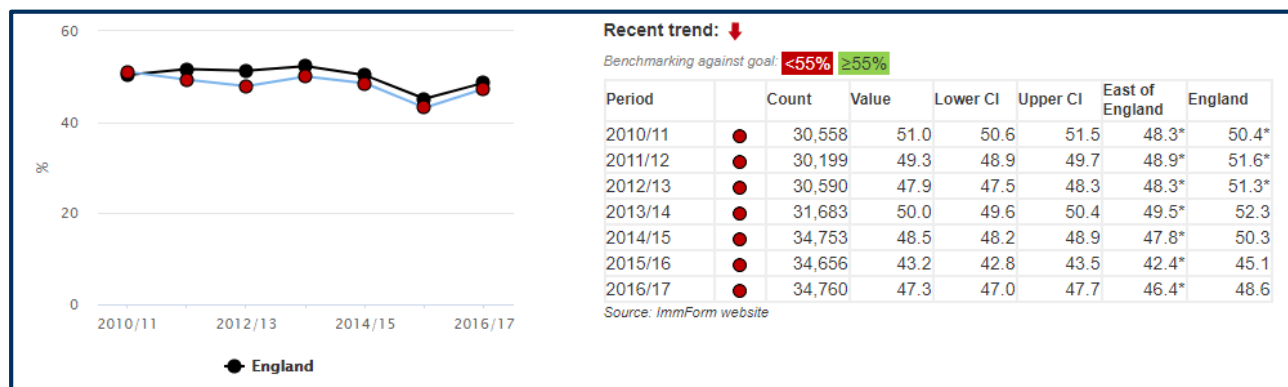 60
40
20
0
%
2010/11 2012/13 2014/15 2016/17
England
Recent trend:
Benchmarking against goal: <55% ≥55%
Period Count Value Lower CI Upper CI East of England England
2010/11 30,558 51.0 50.6 51.5 48.3* 50.4*
2011/12 30,199 49.3 48.9 49.7 48.9* 51.6*
2012/13 30,590 47.9 47.5 48.3 48.3* 51.3*
2013/14 31,683 50.0 49.6 50.4 49.5* 52.3
2014/15 34,753 48.5 48.2 48.9 47.8* 50.3
2015/16 34,656 43.2 42.8 43.5 42.4* 45.1
2016/17 34,760 47.3 47.0 47.7 46.4* 48.6
Source: ImmForm website